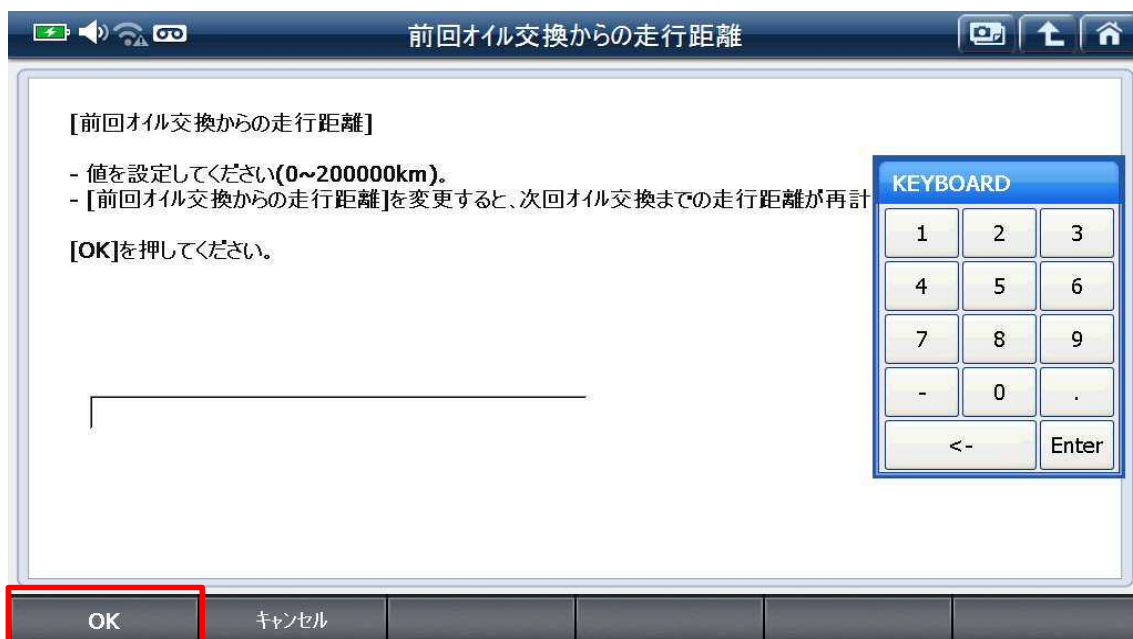 前回オイル交換からの走行距離
[前回オイル交換からの走行距離]
- 値を設定してください(0~200000km)。
- [前回オイル交換からの走行距離]を変更すると、次回オイル交換までの走行距離が再計
[OK]を押してください。
KEYBOARD
1 2 3
4 5 6
7 8 9
- 0 .
<- Enter
OK キャンセル